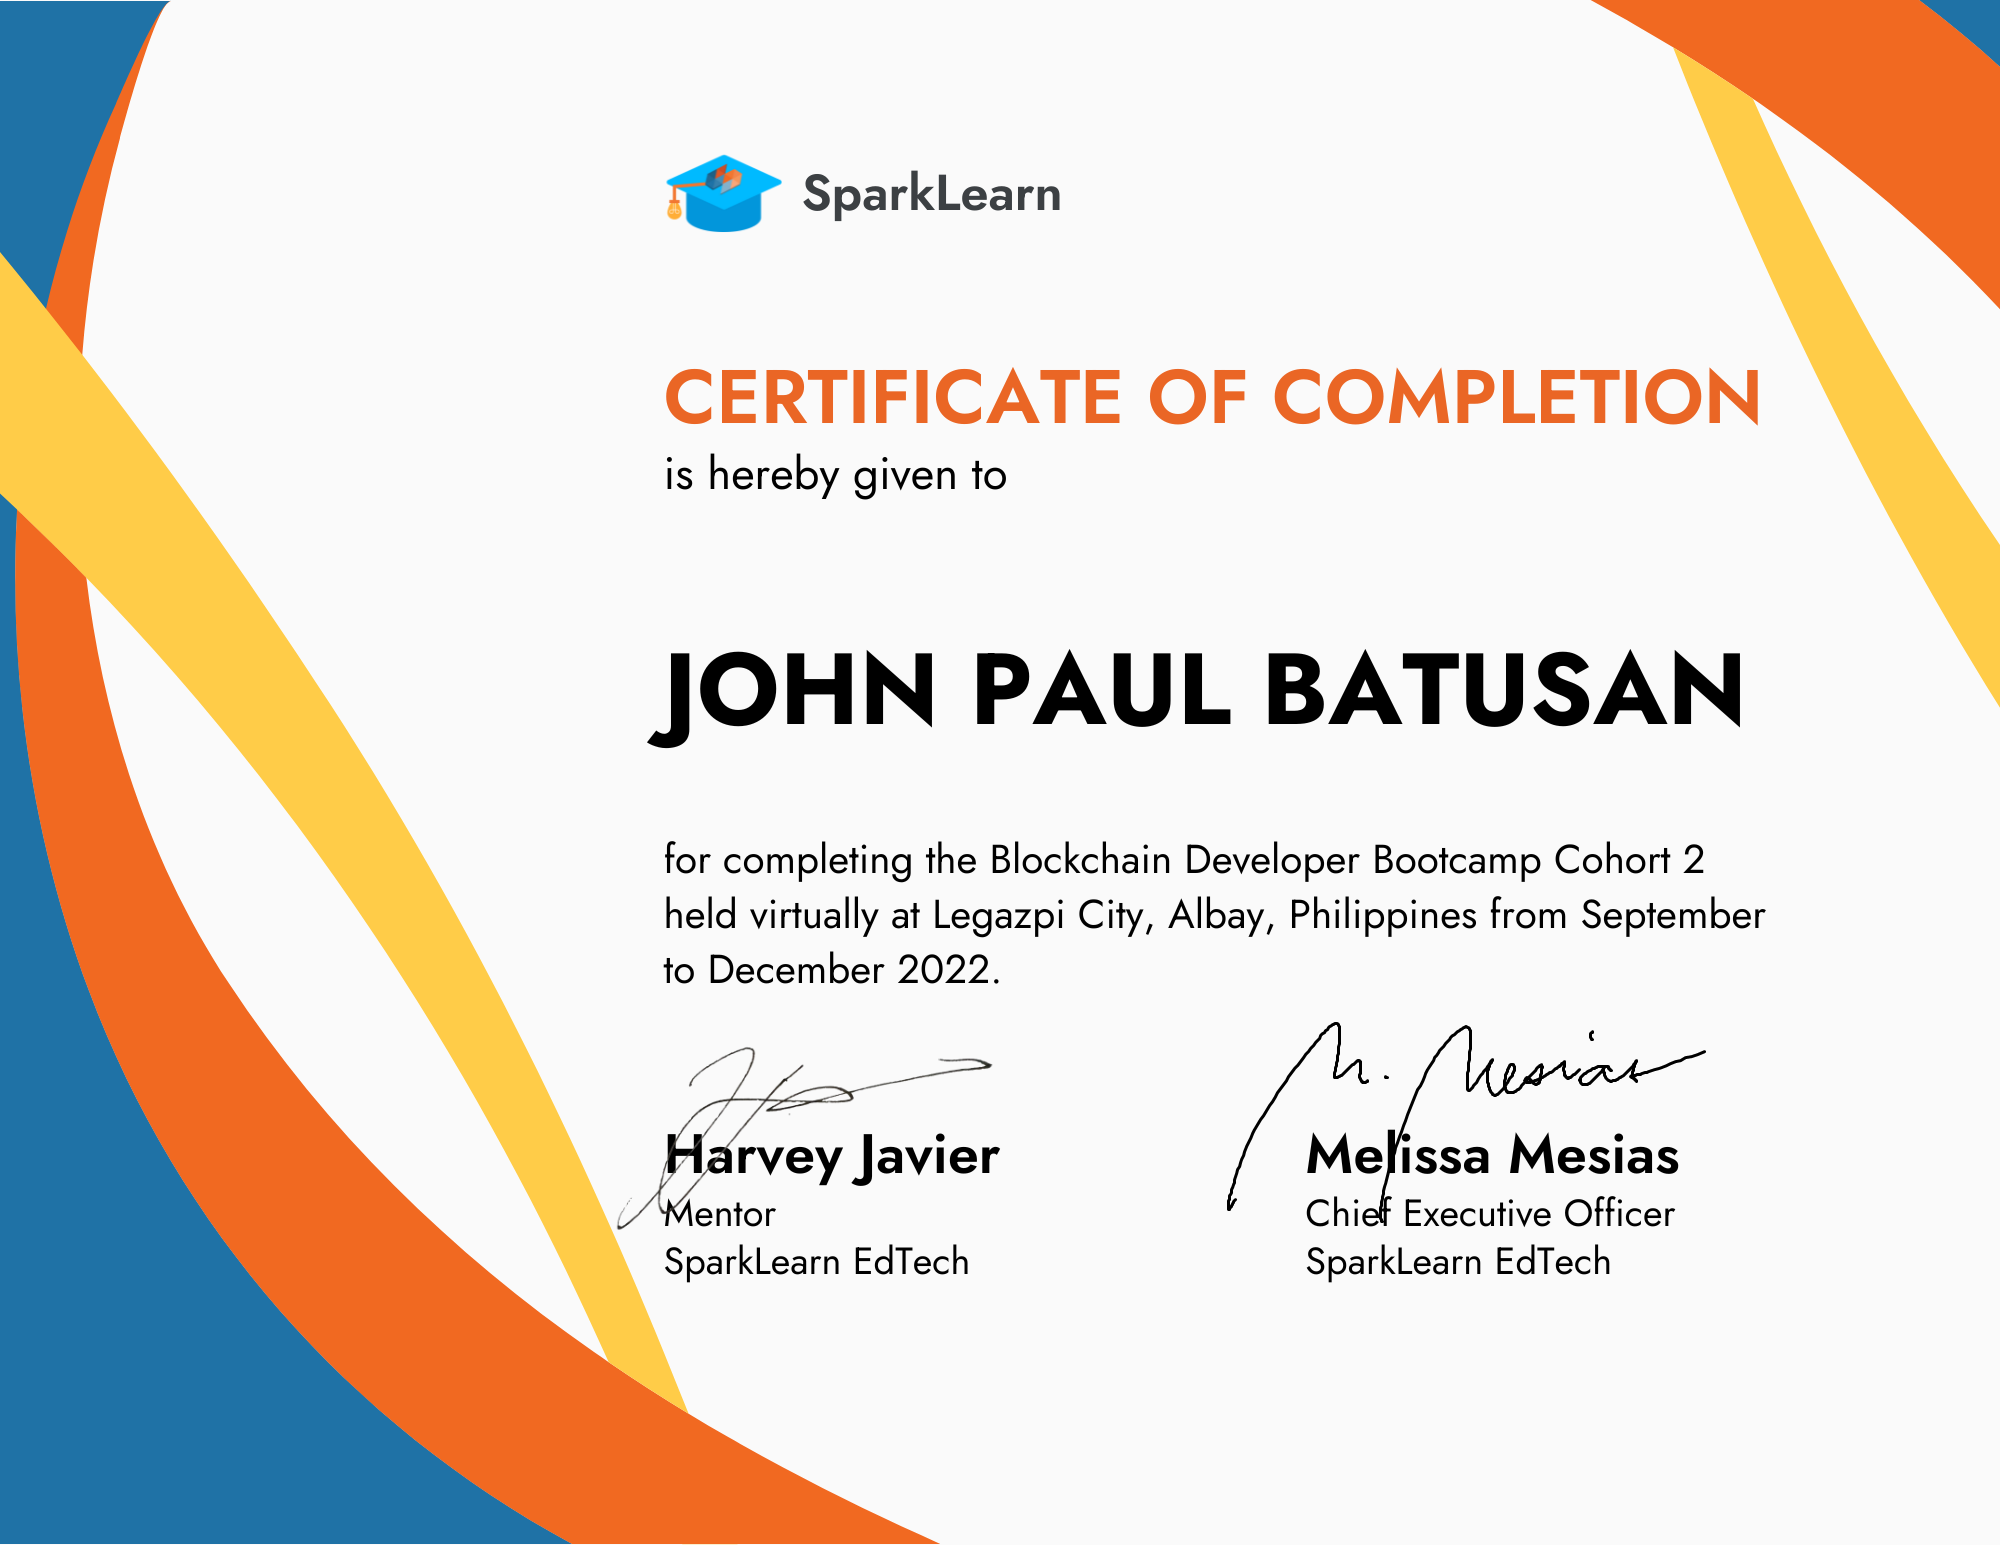 SparkLearn
CERTIFICATE OF COMPLETION
is hereby given to
JOHN PAUL BATUSAN
for completing the Blockchain Developer Bootcamp Cohort 2
held virtually at Legazpi City, Albay, Philippines from September
to December 2022.
M. Mesias
Harvey Javier
Melissa Mesias
Mentor
Chief Executive Officer
SparkLearn EdTech
SparkLearn EdTech